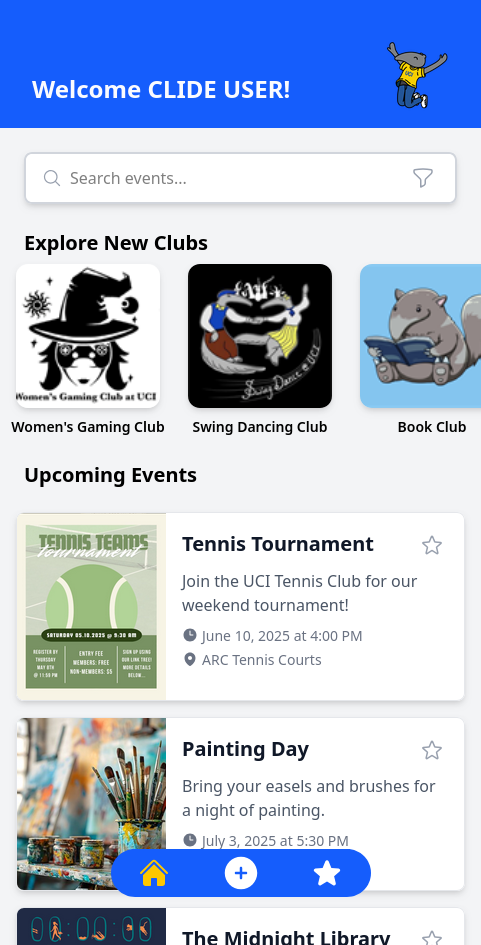 Welcome CLIDE USER!
UCI
Search events...
Explore New Clubs
Women's Gaming Club at UCI
Swing Dance @ UCI
Women's Gaming Club
Swing Dancing Club
Book Club
Upcoming Events
TENNIS TEAMS
Tournament
SATURDAY 05.10.2025 @ 9:30 AM
REGISTER BY
THURSDAY
MAY 8TH
@ 11:59 PM
ENTRY FEE
MEMBERS: FREE
NON-MEMBERS: $5
SIGN UP USING
OUR LINK TREE!
MORE DETAILS
BELOW...
Tennis Tournament
Join the UCI Tennis Club for our
weekend tournament!
June 10, 2025 at 4:00 PM
ARC Tennis Courts
Painting Day
Bring your easels and brushes for
a night of painting.
July 3, 2025 at 5:30 PM
The Midnight Library